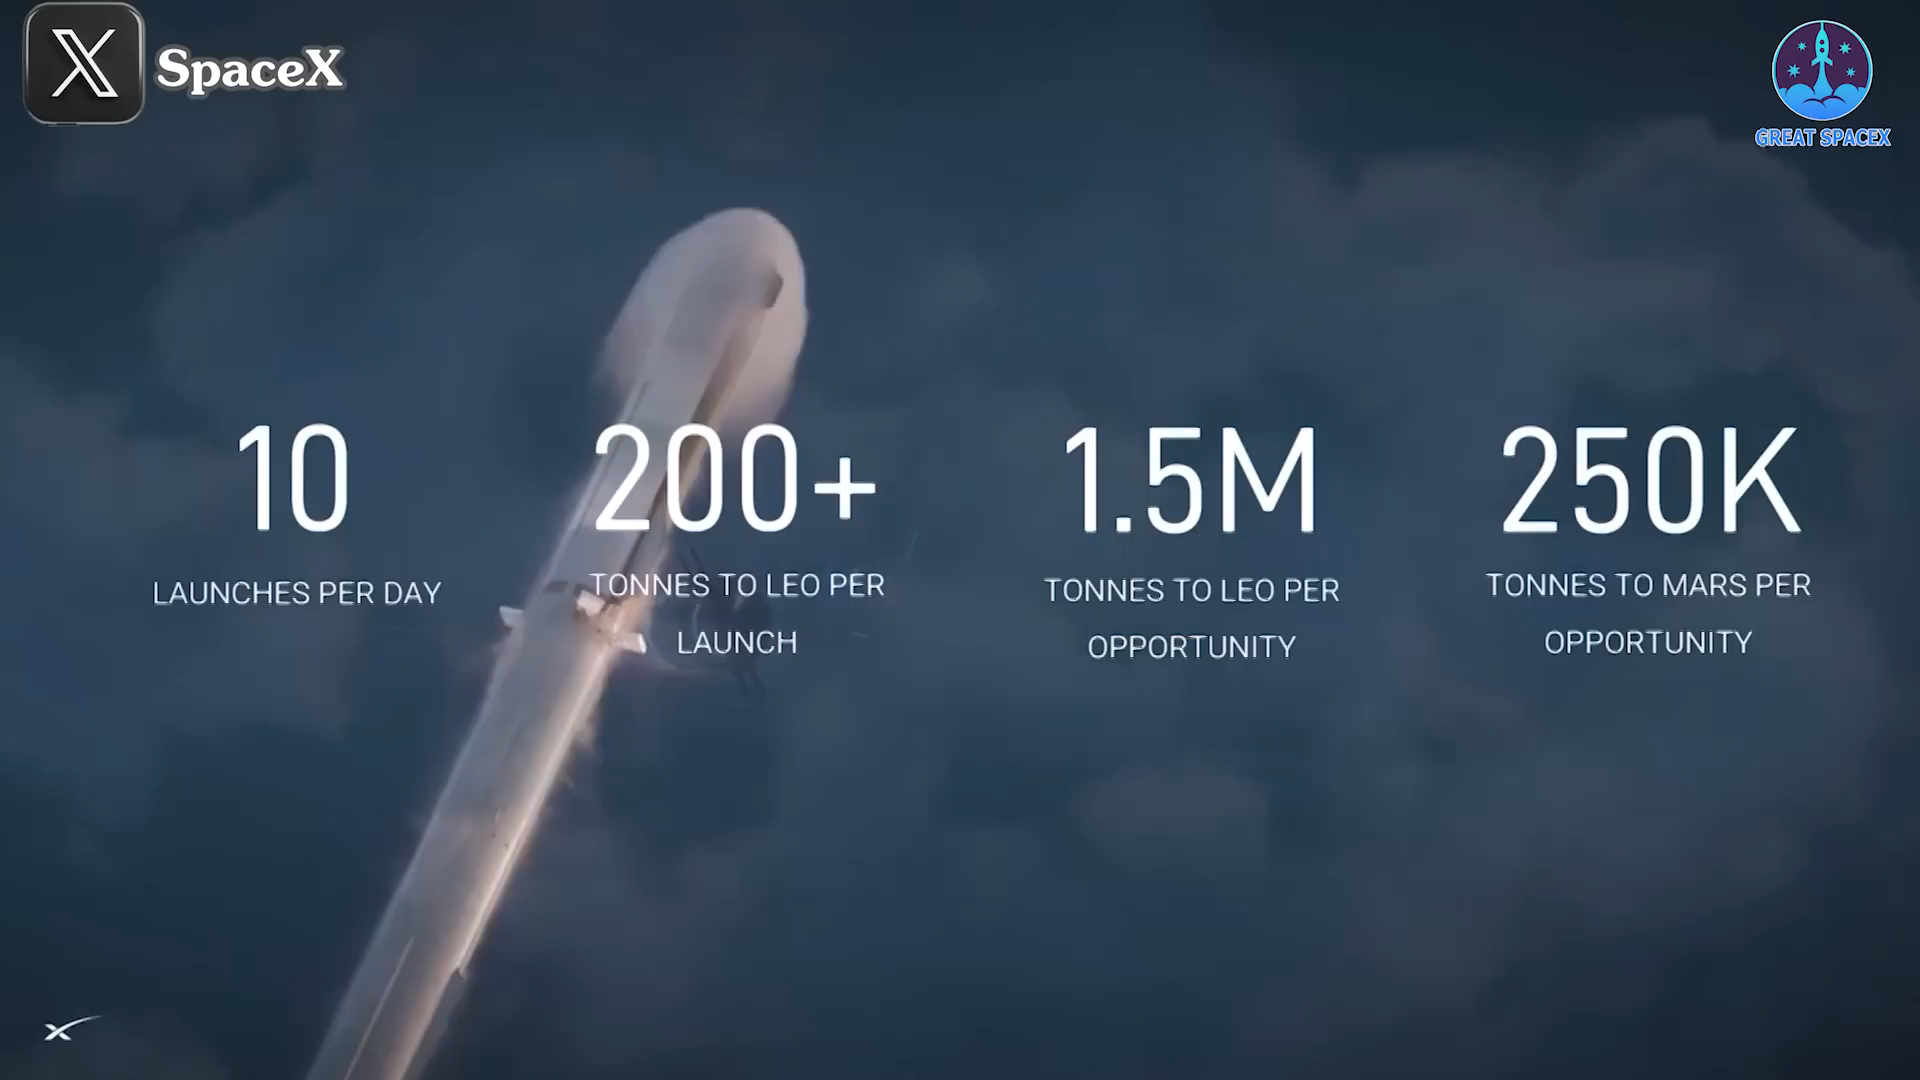 SpaceX
GREAT SPACEX
10
LAUNCHES PER DAY
200+
TONNES TO LEO PER
LAUNCH
1.5M
TONNES TO LEO PER
OPPORTUNITY
250K
TONNES TO MARS PER
OPPORTUNITY